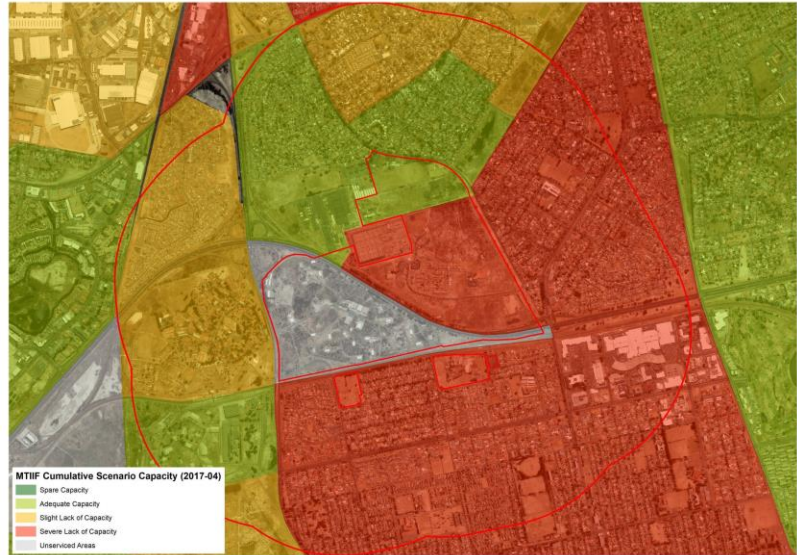 MTIIF Cumulative Scenario Capacity (2017-04)
Spare Capacity
Adequate Capacity
Slight Lack of Capacity
Severe Lack of Capacity
Unserviced Areas